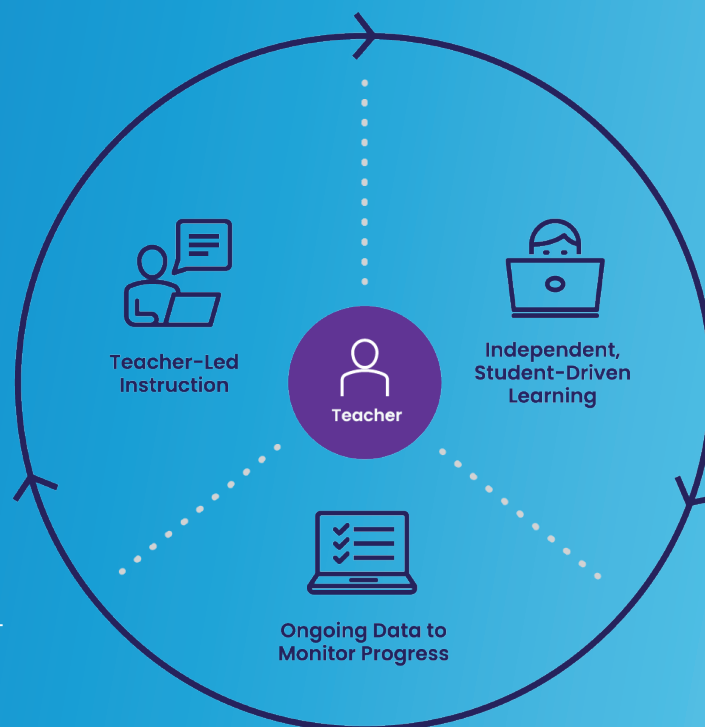 Teacher-Led
Instruction
Independent,
Student-Driven
Learning
Teacher
Ongoing Data to
Monitor Progress